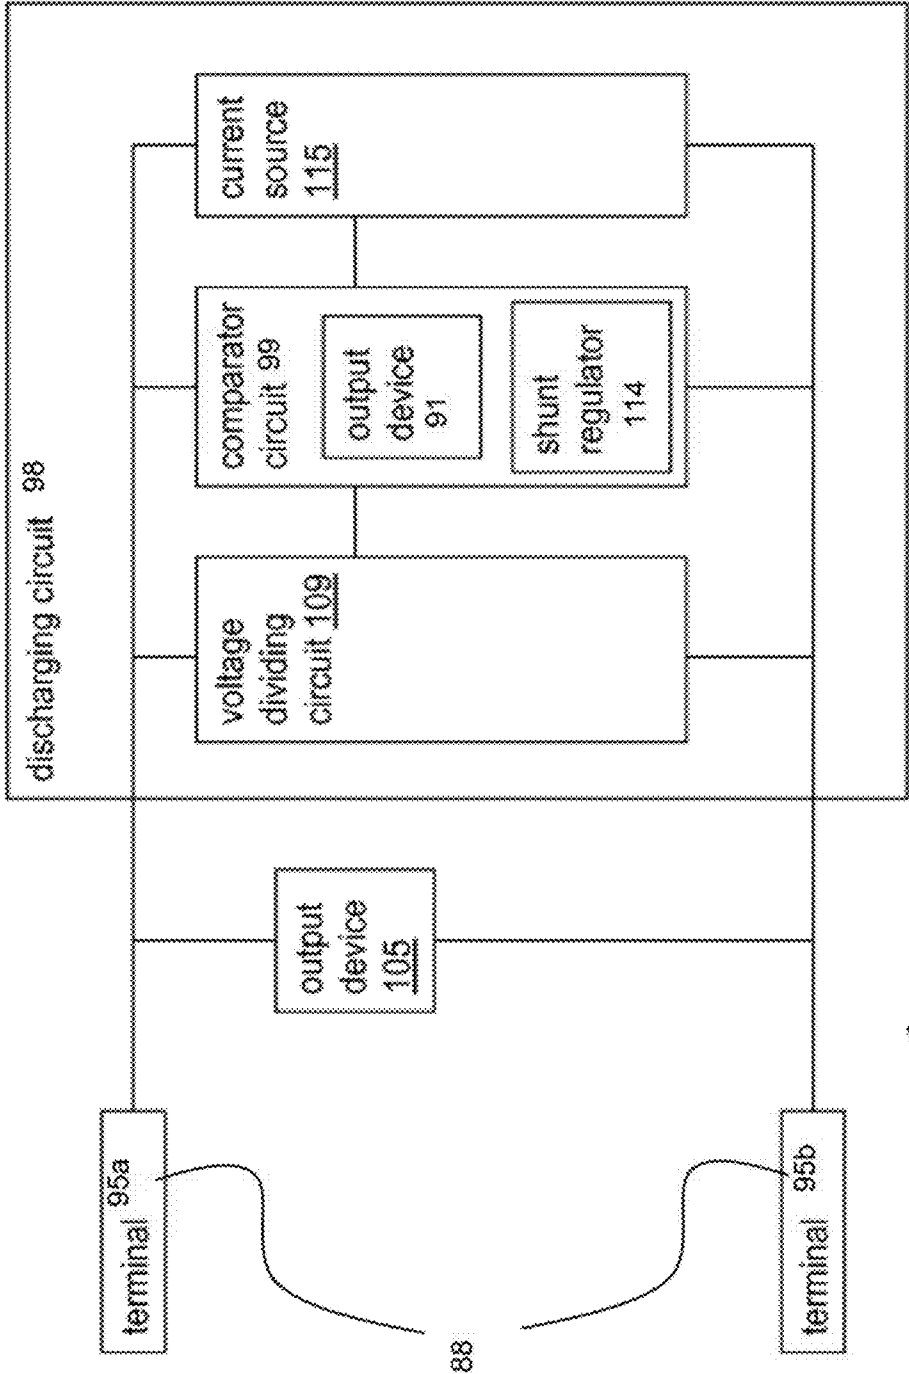 discharging circuit 98
terminal 95a
output
device
105
voltage
dividing
circuit 109
comparator
circuit 99
output
device
91
shunt
regulator
114
current
source
115
88
terminal 95b